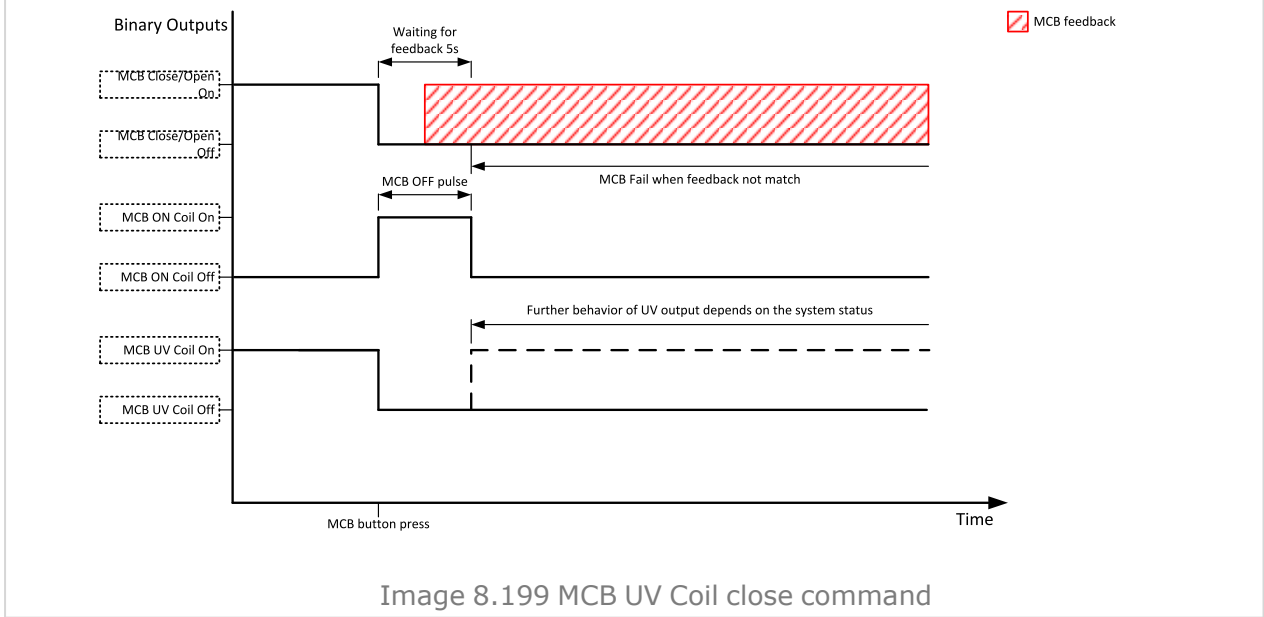 Binary Outputs
MCB feedback
Waiting for
feedback 5s
MCB Close/Open
On
MCB Close/Open
Off
MCB Fail when feedback not match
MCB OFF pulse
MCB ON Coil On
MCB ON Coil Off
Further behavior of UV output depends on the system status
MCB UV Coil On
MCB UV Coil Off
MCB button press
Time
Image 8.199 MCB UV Coil close command